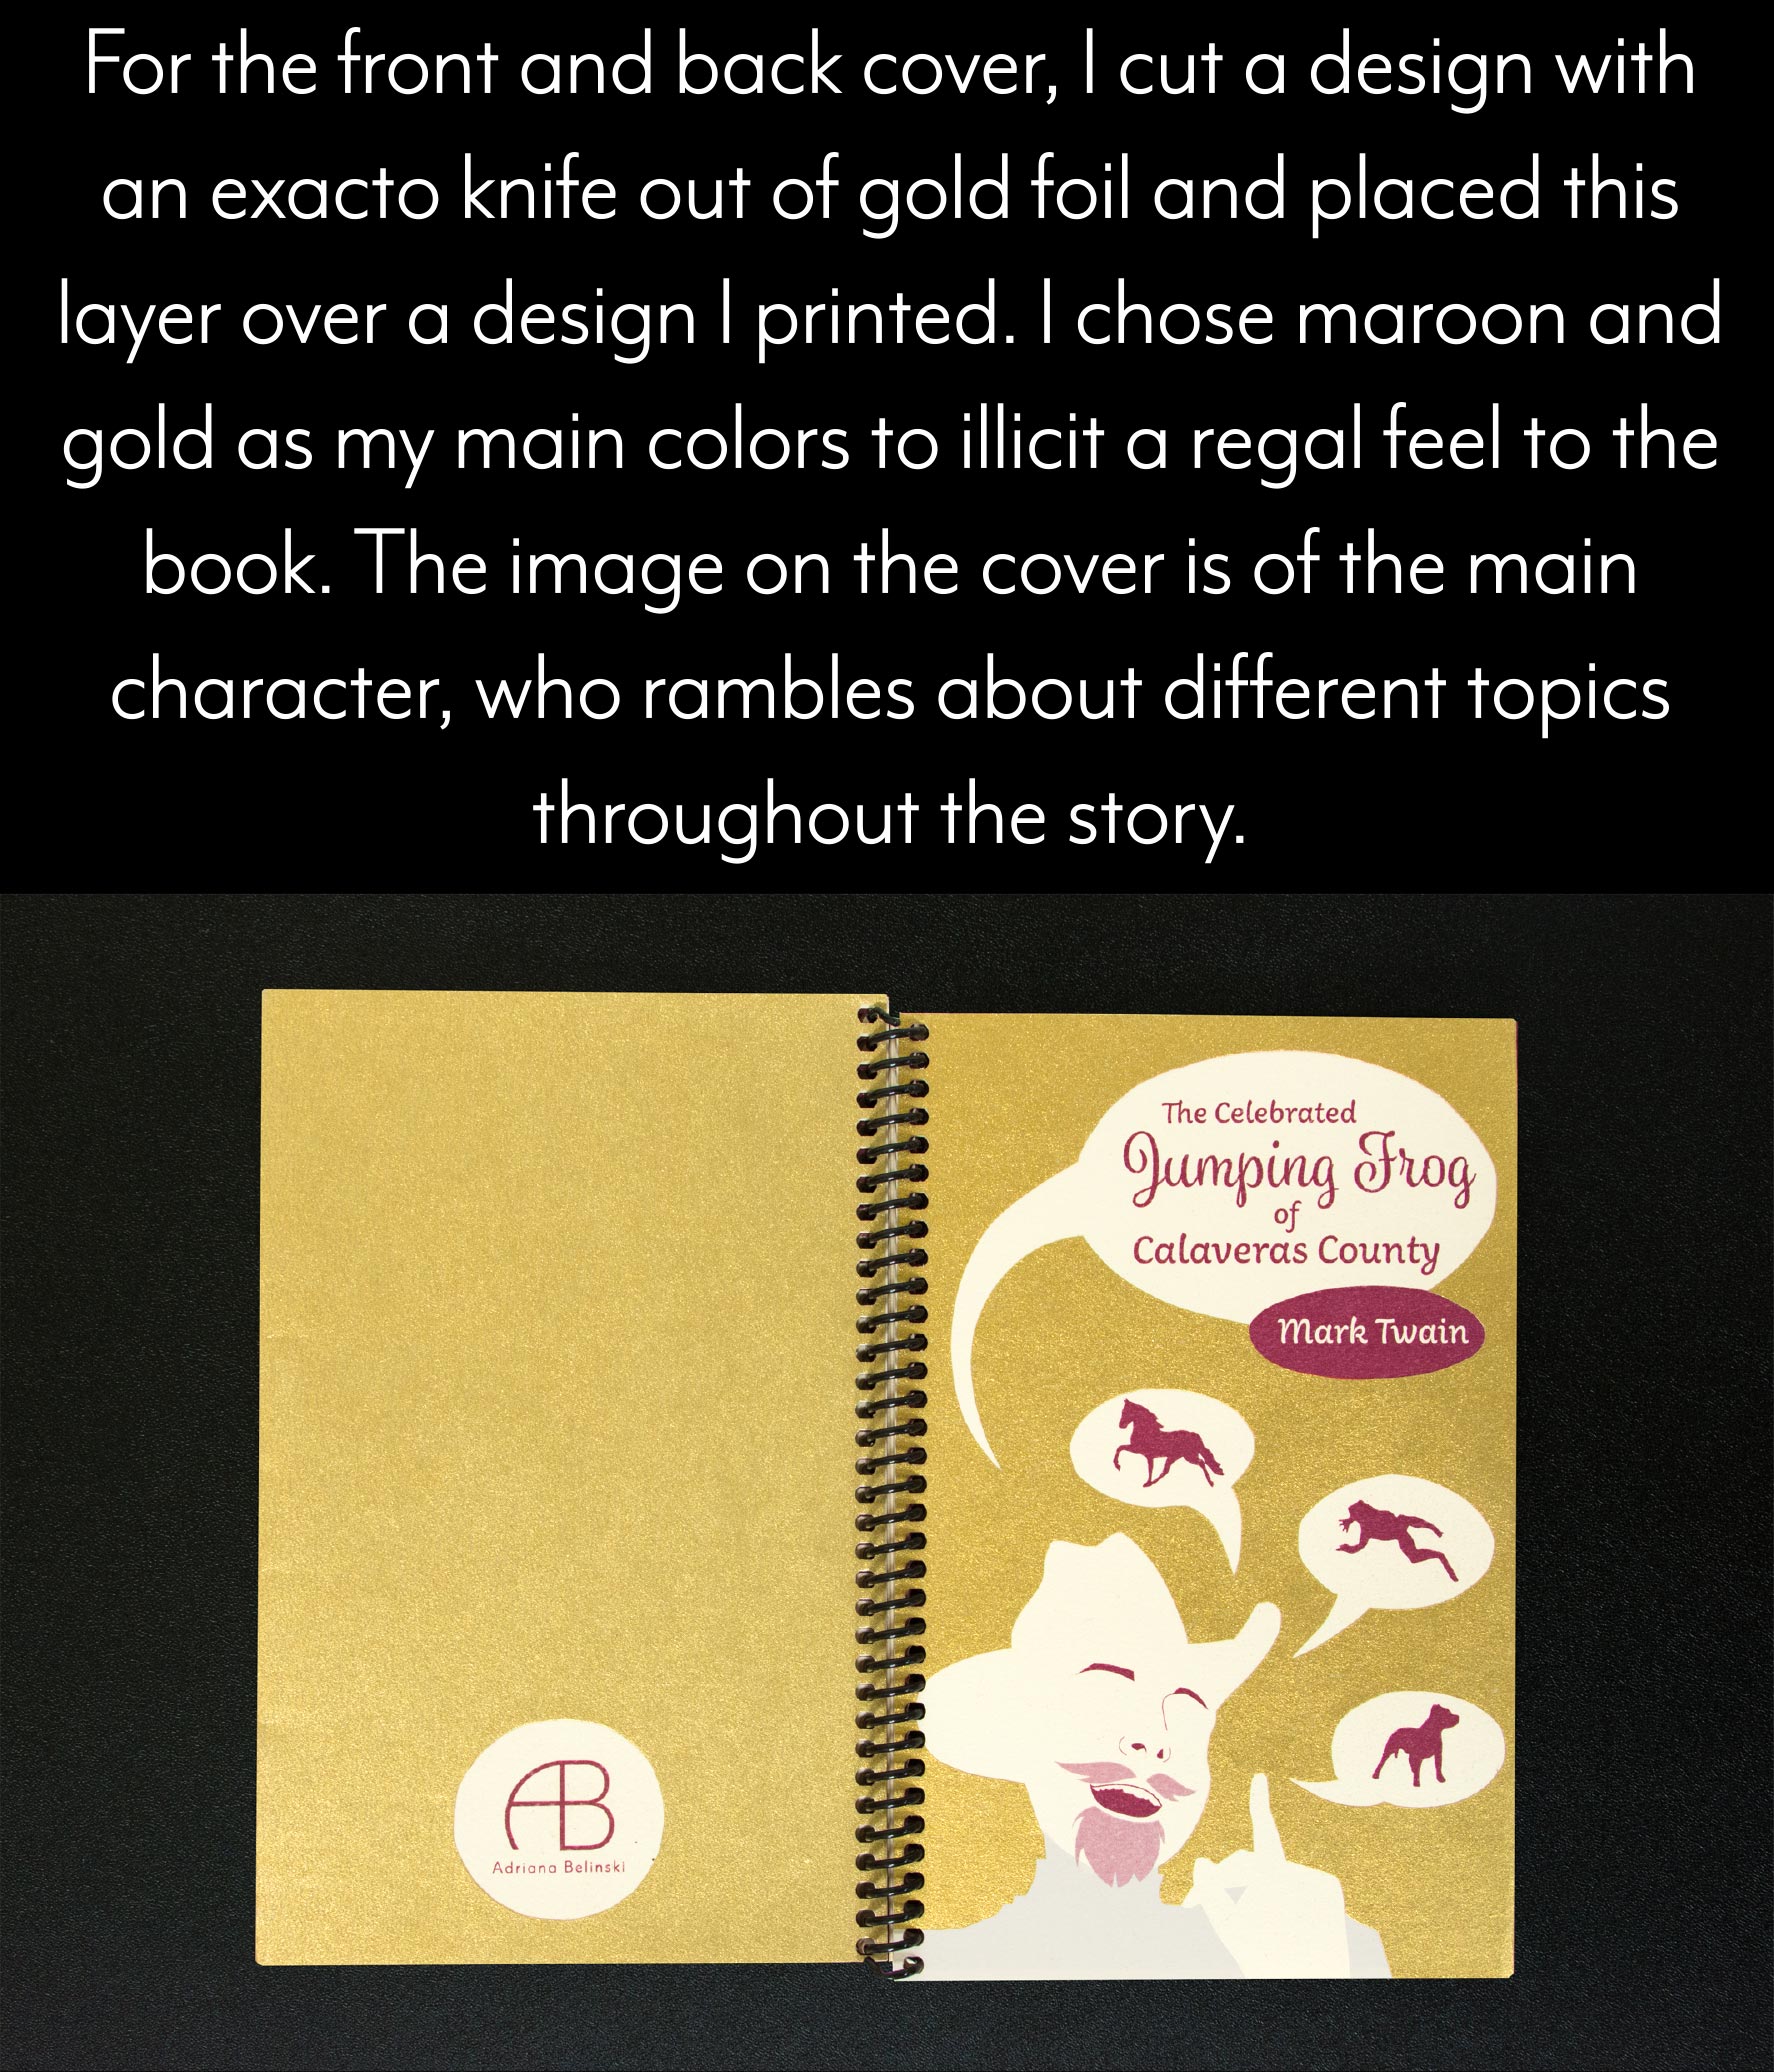 For the front and back cover, I cut a design with
an exacto knife out of gold foil and placed this
layer over a design I printed. I chose maroon and
gold as my main colors to illicit a regal feel to the
book. The image on the cover is of the main
character, who rambles about different topics
throughout the story.
The Celebrated
Jumping Frog
of
Calaveras County
Mark Twain
AB
Adriana Belinski